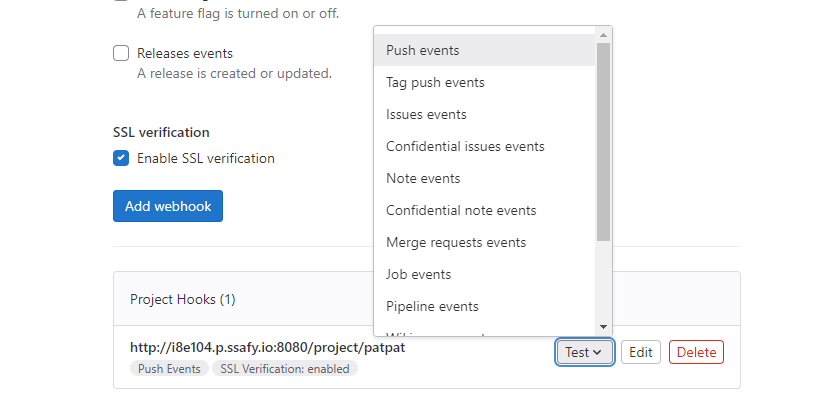 A feature flag is turned on or off.
Releases events
A release is created or updated.
SSL verification
Enable SSL verification
Add webhook
Push events
Tag push events
Issues events
Confidential issues events
Note events
Confidential note events
Merge requests events
Job events
Pipeline events
Project Hooks (1)
http://i8e104.p.ssafy.io:8080/project/patpat
Test Edit Delete
Push Events SSL Verification: enabled